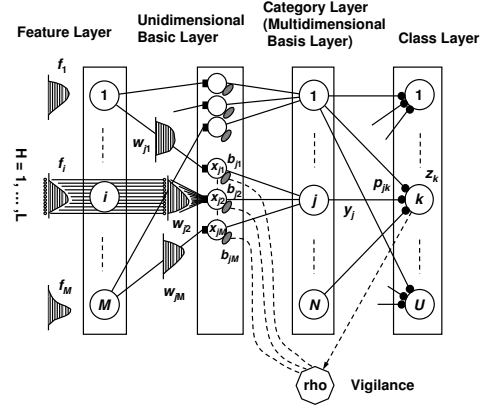 Feature Layer
Unidimensional
Basic Layer
Category Layer
(Multidimensional
Basis Layer)
Class Layer
f1
fi
fM
H = 1, ... ,L
1
i
M
wj1
wj2
wjM
xj1
xj2
xjM
bj1
bj2
bjM
1
j
N
yj
pjk
zk
1
k
U
rho
Vigilance